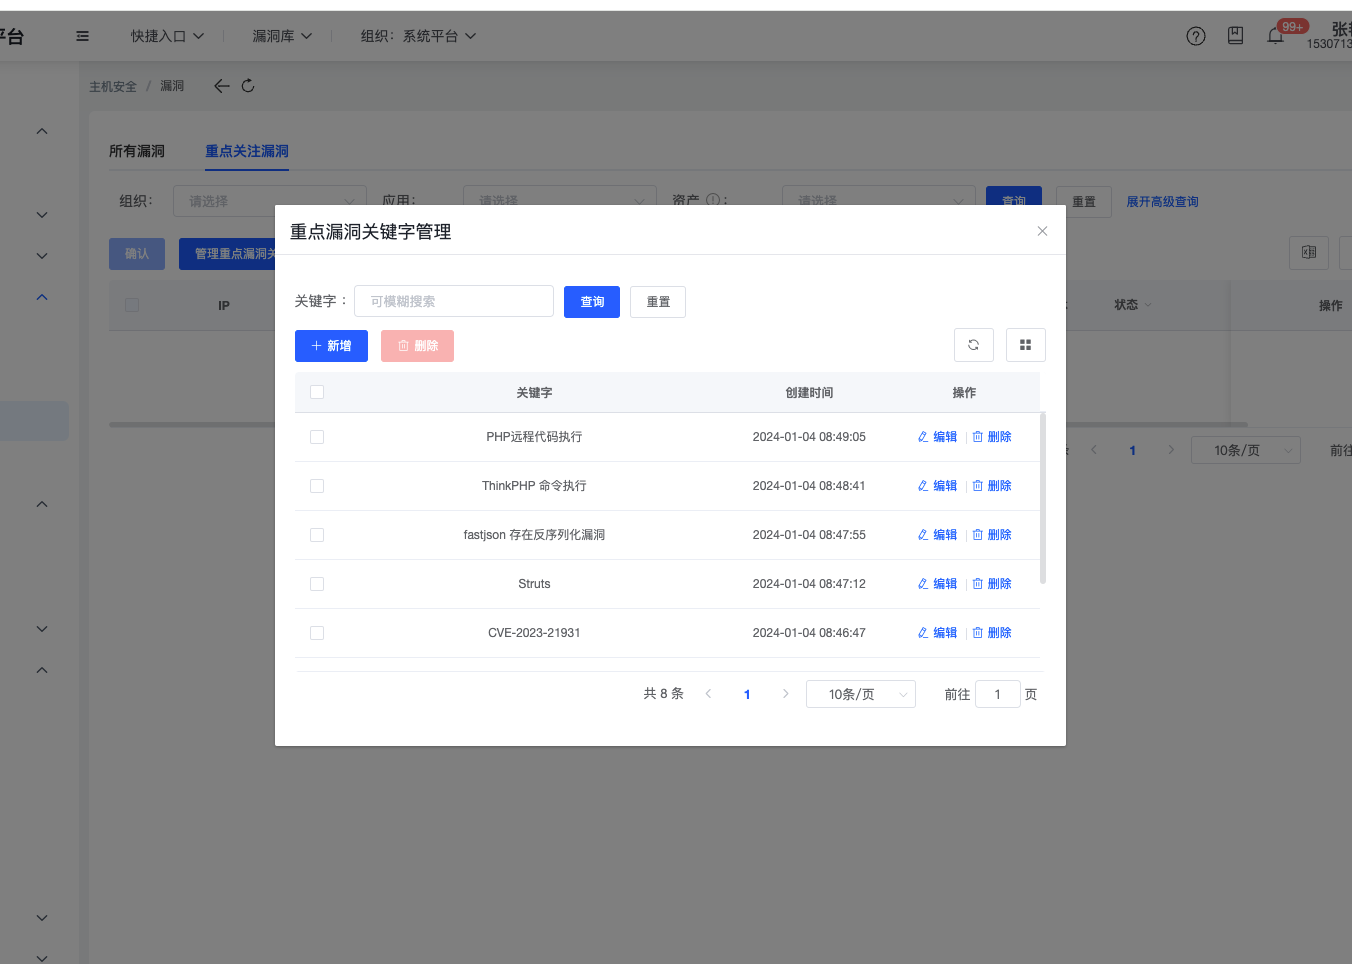 平台
快捷入口
漏洞库
组织：系统平台
99+
1530713
主机安全 / 漏洞
所有漏洞
重点关注漏洞
组织：
请选择
应用：
请选择
资产
：
请选择
查询
重置
展开高级查询
确认
管理重点漏洞关
IP
状态
操作
1
10条/页
前往
重点漏洞关键字管理
关键字：
可模糊搜索
查询
重置
新增
删除
关键字
创建时间
操作
PHP远程代码执行 2024-01-04 08:49:05 编辑 删除
ThinkPHP 命令执行 2024-01-04 08:48:41 编辑 删除
fastjson 存在反序列化漏洞 2024-01-04 08:47:55 编辑 删除
Struts 2024-01-04 08:47:12 编辑 删除
CVE-2023-21931 2024-01-04 08:46:47 编辑 删除
共 8 条
1
10条/页
前往 1 页